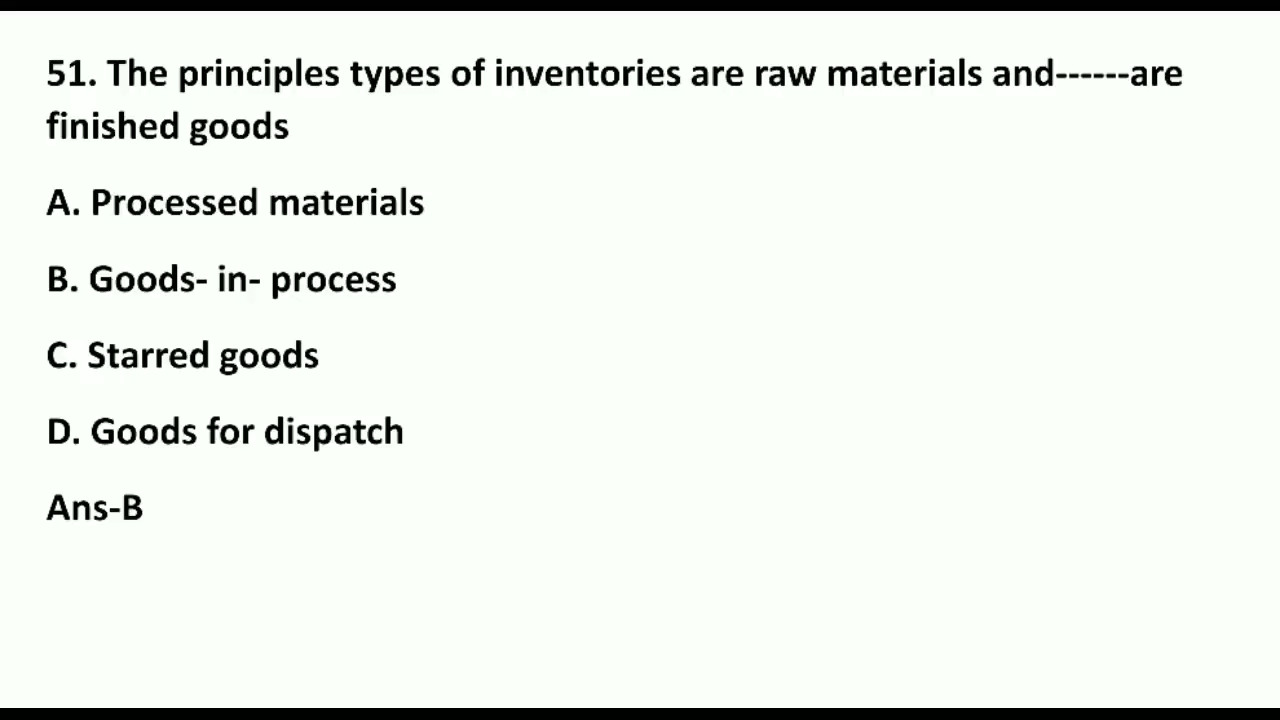 51. The principles types of inventories are raw materials and------are
finished goods
A. Processed materials
B. Goods- in- process
C. Starred goods
D. Goods for dispatch
Ans-B